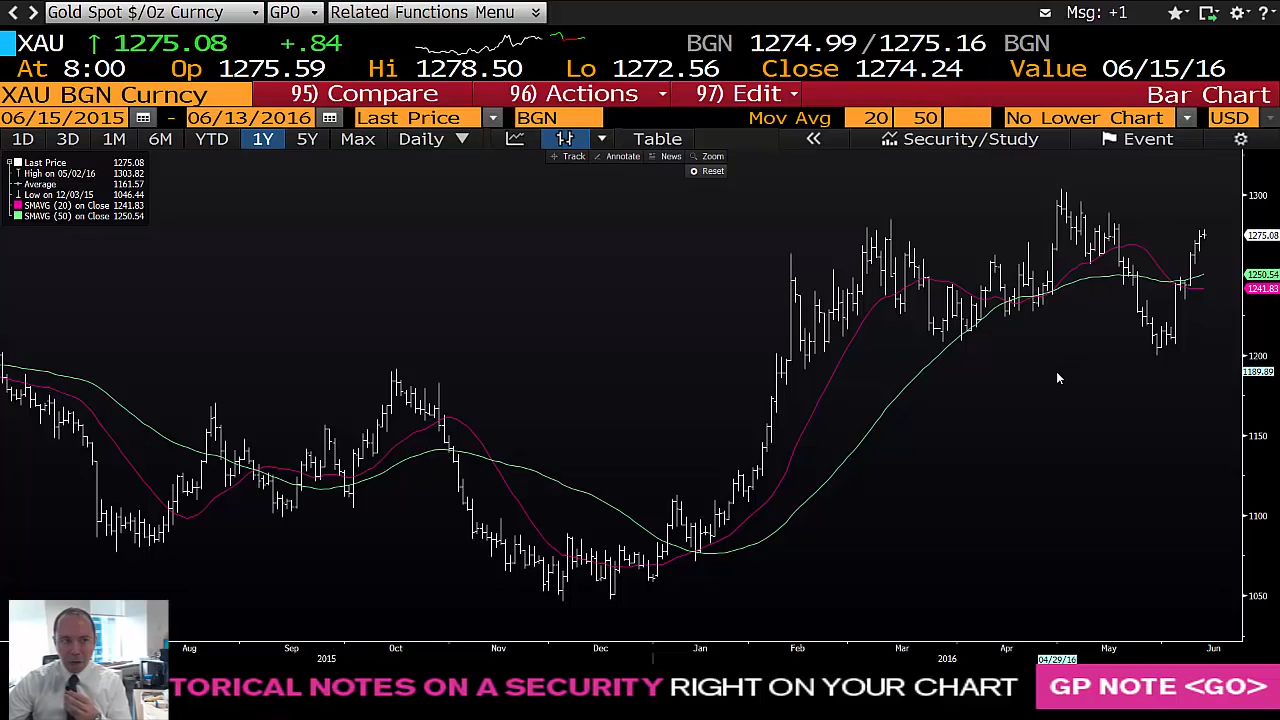 Gold Spot $/Oz Curncy GPO Related Functions Menu Msg: +1
XAU ↑ 1275.08 +.84 BGN 1274.99/1275.16 BGN
At 8:00 Op 1275.59 Hi 1278.50 Lo 1272.56 Close 1274.24 Value 06/15/16
XAU BGN Curncy 95) Compare 96) Actions 97) Edit Bar Chart
06/15/2015 - 06/13/2016 Last Price BGN Mov Avg 20 50 No Lower Chart USD
1D 3D 1M 6M YTD 1Y 5Y Max Daily Table Security/Study Event
Track Annotate News Zoom
Reset
Last Price 1275.08
High on 05/02/16 1303.82
Average 1161.57
Low on 12/03/15 1046.44
SMAVG (20) on Close 1241.83
SMAVG (50) on Close 1250.54
1300
1275.08
1250.54
1241.83
1200
1189.89
1150
1100
1050
Aug Sep Oct Nov Dec Jan Feb Mar Apr May Jun
2015 2016 04/29/16
TORICAL NOTES ON A SECURITY RIGHT ON YOUR CHART GP NOTE <GO>